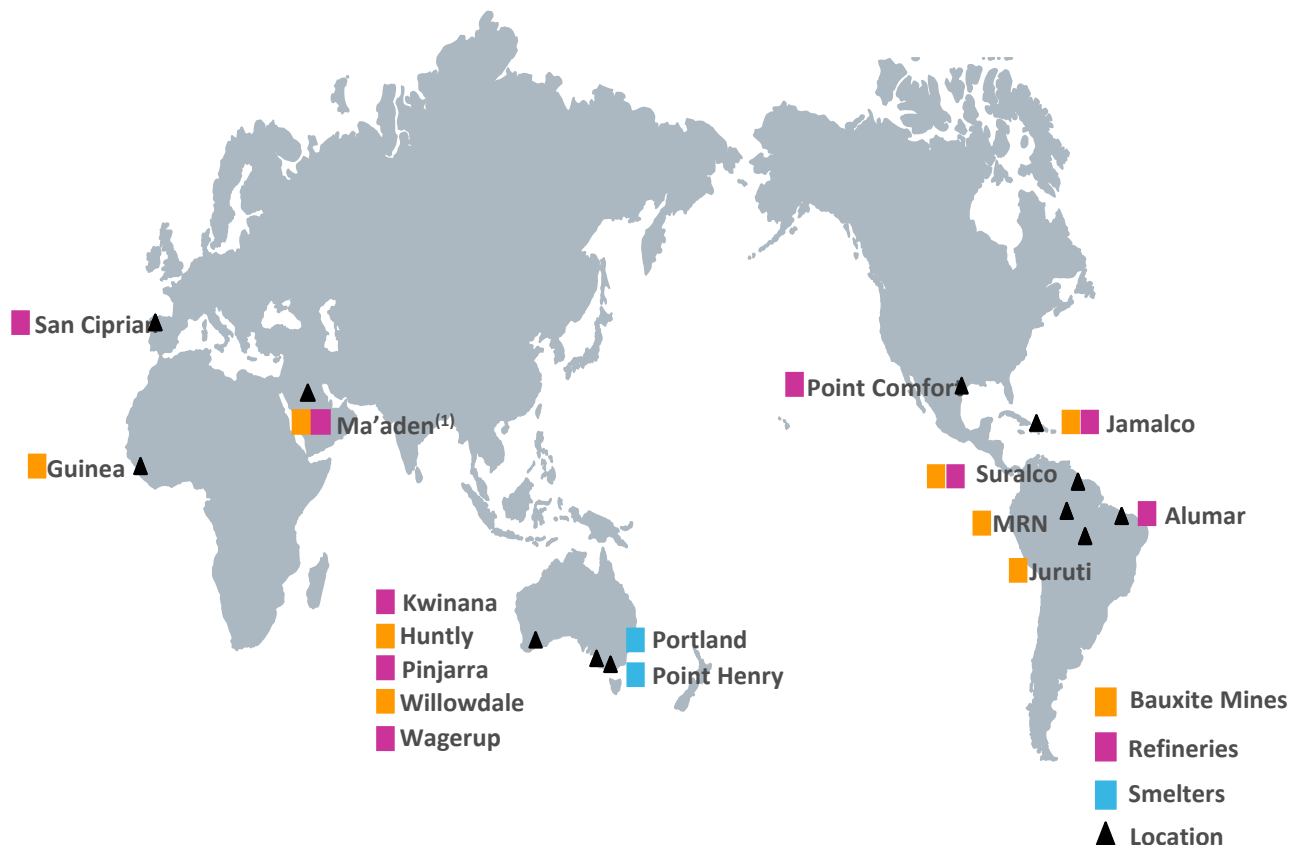 San Ciprian
Point Comfort
Ma’aden(1)
Jamalco
Guinea
Suralco
MRN
Alumar
Juruti
Kwinana
Huntly
Pinjarra
Willowdale
Wagerup
Portland
Point Henry
Bauxite Mines
Refineries
Smelters
Location